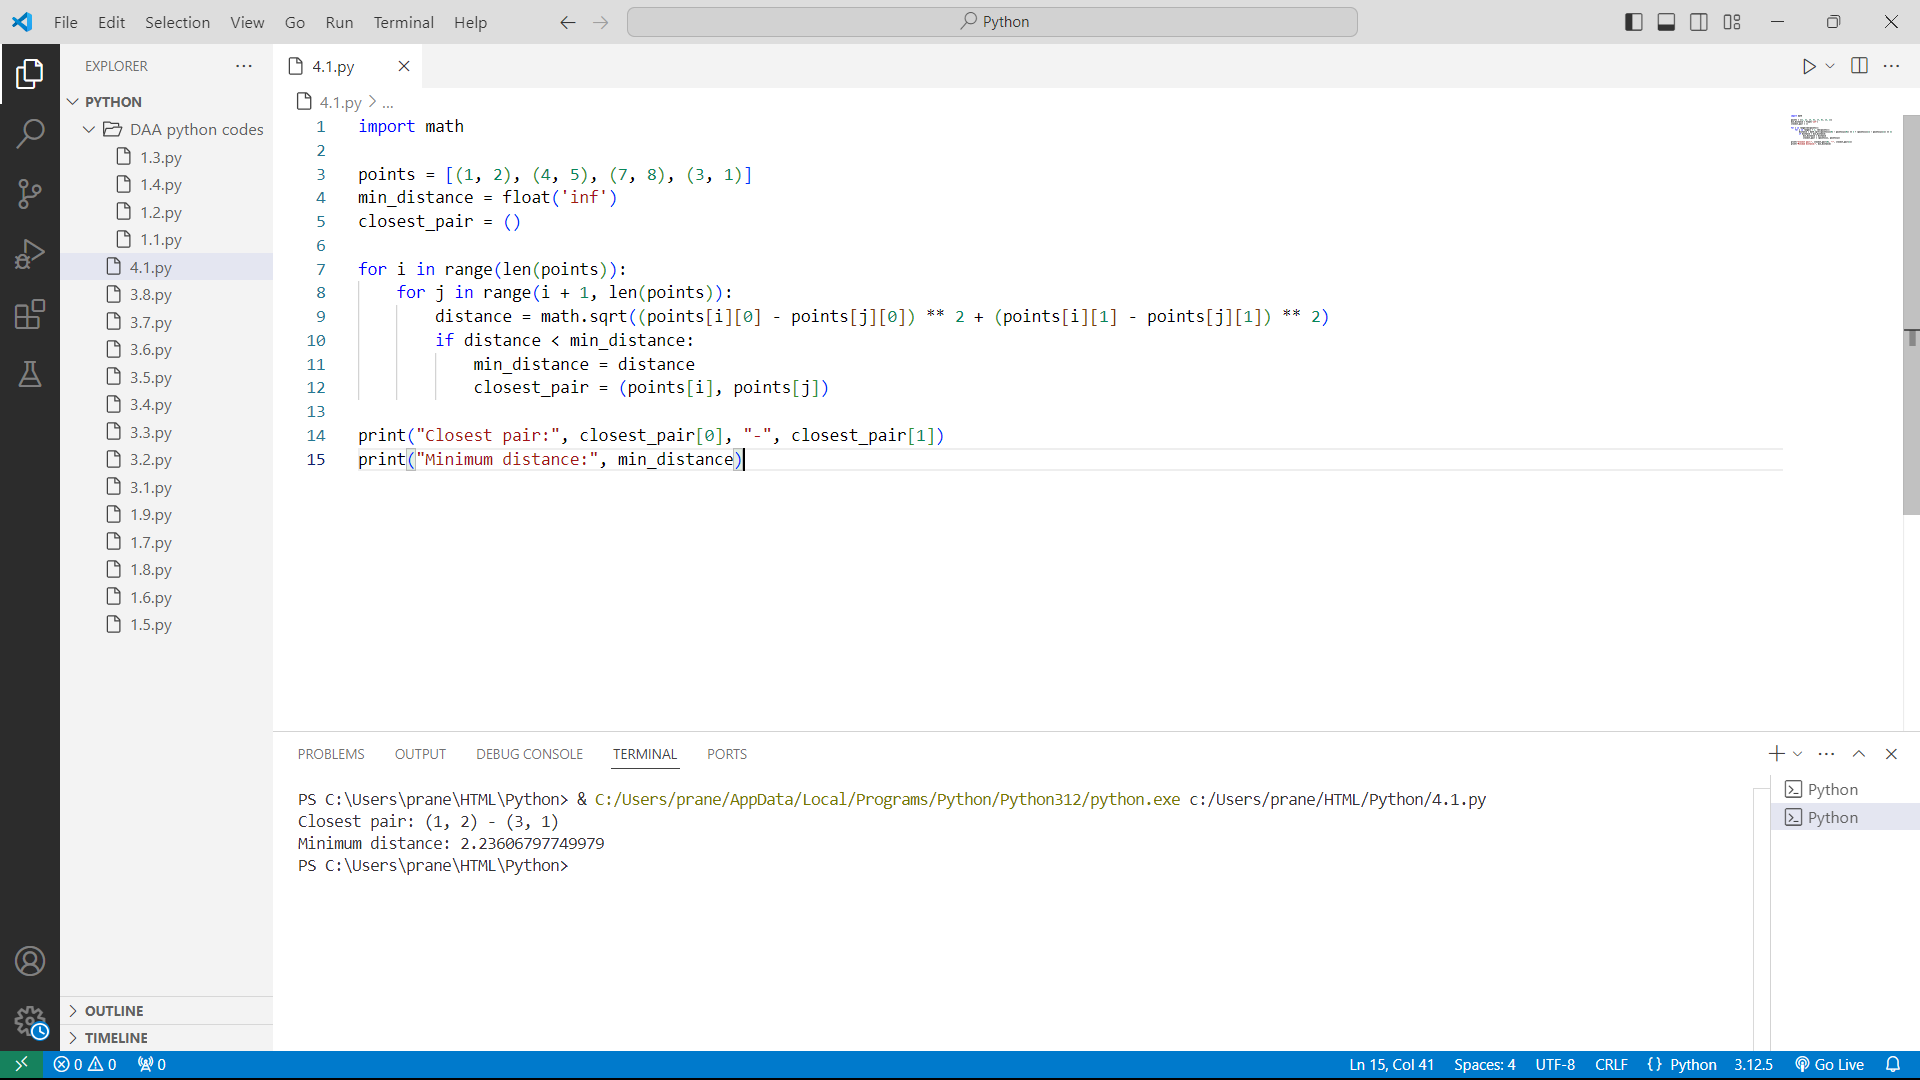 File Edit Selection View Go Run Terminal Help
Python
EXPLORER
PYTHON
DAA python codes
1.3.py
1.4.py
1.2.py
1.1.py
4.1.py
3.8.py
3.7.py
3.6.py
3.5.py
3.4.py
3.3.py
3.2.py
3.1.py
1.9.py
1.7.py
1.8.py
1.6.py
1.5.py
OUTLINE
TIMELINE
4.1.py
4.1.py > ...
1 import math
2
3 points = [(1, 2), (4, 5), (7, 8), (3, 1)]
4 min_distance = float('inf')
5 closest_pair = ()
6
7 for i in range(len(points)):
8     for j in range(i + 1, len(points)):
9         distance = math.sqrt((points[i][0] - points[j][0]) ** 2 + (points[i][1] - points[j][1]) ** 2)
10         if distance < min_distance:
11             min_distance = distance
12             closest_pair = (points[i], points[j])
13
14 print("Closest pair:", closest_pair[0], "-", closest_pair[1])
15 print("Minimum distance:", min_distance)
PROBLEMS OUTPUT DEBUG CONSOLE TERMINAL PORTS
PS C:\Users\prane\HTML\Python> & C:/Users/prane/AppData/Local/Programs/Python/Python312/python.exe c:/Users/prane/HTML/Python/4.1.py
Closest pair: (1, 2) - (3, 1)
Minimum distance: 2.23606797749979
PS C:\Users\prane\HTML\Python>
Python
Python
0 0 0
Ln 15, Col 41 Spaces: 4 UTF-8 CRLF {} Python 3.12.5 Go Live